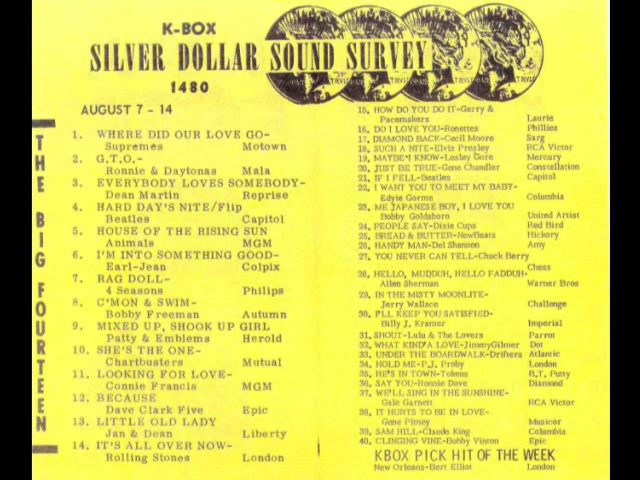 K-BOX
SILVER DOLLAR SOUND SURVEY
1480
AUGUST 7 - 14
THE BIG FOURTEEN
1. WHERE DID OUR LOVE GO-
Supremes Motown
2. G.T.O.-
Ronnie & Daytonas Mala
3. EVERYBODY LOVES SOMEBODY-
Dean Martin Reprise
4. HARD DAY'S NITE/Flip
Beatles Capitol
5. HOUSE OF THE RISING SUN
Animals MGM
6. I'M INTO SOMETHING GOOD-
Earl-Jean Colpix
7. RAG DOLL-
4 Seasons Philips
8. C'MON & SWIM-
Bobby Freeman Autumn
9. MIXED UP, SHOOK UP GIRL
Patty & Emblems Herold
10. SHE'S THE ONE-
Chartbusters Mutual
11. LOOKING FOR LOVE-
Connie Francis MGM
12. BECAUSE
Dave Clark Five Epic
13. LITTLE OLD LADY
Jan & Dean Liberty
14. IT'S ALL OVER NOW-
Rolling Stones London
15. HOW DO YOU DO IT-Gerry &
Pacemakers Laurie
16. DO I LOVE YOU-Ronettes Phillies
17. DIAMOND BACK-Cecil Moore Sarg
18. SUCH A NITE-Elvis Presley RCA Victor
19. MAYBE I KNOW-Lesley Gore Mercury
20. JUST BE TRUE-Gene Chandler Constellation
21. IF I FELL-Beatles Capitol
22. I WANT YOU TO MEET MY BABY-
Edyie Gorme Columbia
23. ME JAPANESE BOY, I LOVE YOU
Bobby Goldsboro United Artist
24. PEOPLE SAY-Dixie Cups Red Bird
25. BREAD & BUTTER-NewBeats Hickory
26. HANDY MAN-Del Shannon Amy
27. YOU NEVER CAN TELL-Chuck Berry
Chess
28. HELLO, MUDDUH, HELLO FADDUH-
Allen Sherman Warner Bros
29. IN THE MISTY MOONLITE-
Jerry Wallace Challenge
30. I'LL KEEP YOU SATISFIED-
Billy J. Kramer Imperial
31. SHOUT-Lulu & The Lovers Parrot
32. WHAT KINDA LOVE-JimmyGilmer Dot
33. UNDER THE BOARDWALK-Drifters Atlantic
34. HOLD ME-P.J. Proby London
35. HE'S IN TOWN-Tokens B.T. Putty
36. SAY YOU-Ronnie Dove Diamond
37. WE'LL SING IN THE SUNSHINE-
Gale Garnett RCA Victor
38. IT HURTS TO BE IN LOVE-
Gene Pitney Musicor
39. SAM HILL-Claude King Columbia
40. CLINGING VINE-Bobby Vinton Epic
KBOX PICK HIT OF THE WEEK
New Orleans-Bert Elliot London